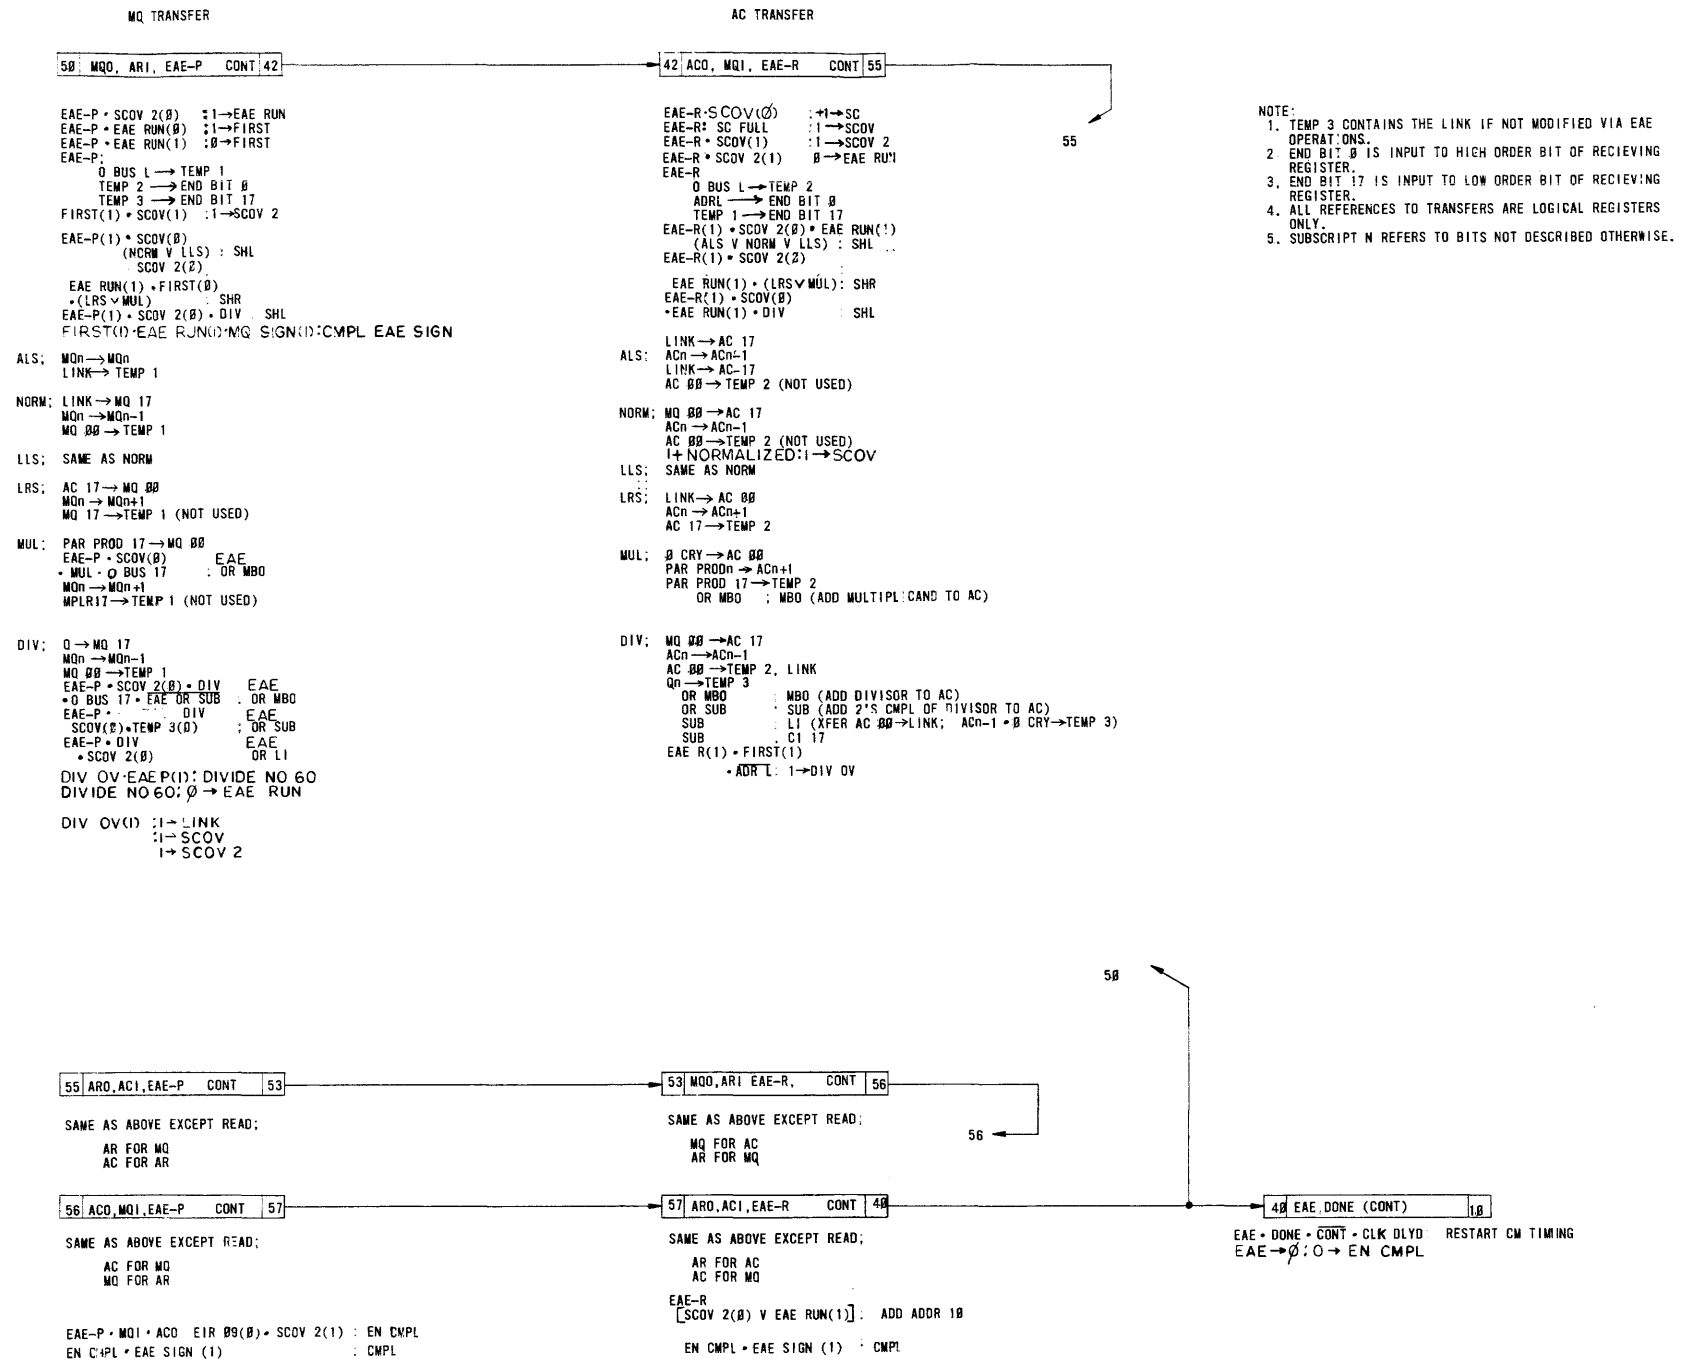 MQ TRANSFER
50 MQO, ARI, EAE-P CONT 42
EAE-P • SCOV 2(Ø) :1→EAE RUN
EAE-P • EAE RUN(Ø) :1→FIRST
EAE-P • EAE RUN(1) :Ø→FIRST
EAE-P:
O BUS L → TEMP 1
TEMP 2 → END BIT Ø
TEMP 3 → END BIT 17
FIRST(1) • SCOV(1) :1→SCOV 2
EAE-P(1) • SCOV(Ø)
(NORM V LLS) : SHL
SCOV 2(Ø)
EAE RUN(1) • FIRST(Ø)
•(LRS V MUL) : SHR
EAE-P(1) • SCOV 2(Ø) • DIV SHL
FIRST(1)·EAE RUN(1)·MQ SIGN(1):CMPL EAE SIGN
ALS; MQn→MQn
LINK→ TEMP 1
NORM; LINK→MQ 17
MQn →MQn-1
MQ ØØ → TEMP 1
LLS; SAME AS NORM
LRS; AC 17→ MQ ØØ
MQn → MQn+1
MQ 17 →TEMP 1 (NOT USED)
MUL; PAR PROD 17→MQ ØØ
EAE-P • SCOV(Ø) EAE
• MUL • O BUS 17 : OR MBO
MQn → MQn+1
MPLR17→TEMP 1 (NOT USED)
DIV; Q → MQ 17
MQn →MQn-1
MQ ØØ →TEMP 1
EAE-P • SCOV 2(Ø) • DIV EAE
•O BUS 17 • EAE OR SUB : OR MBO
EAE-P • DIV EAE
SCOV(Ø)•TEMP 3(Ø) ; OR SUB
EAE-P • DIV EAE
• SCOV 2(Ø) OR LI
DIV OV·EAE P(1): DIVIDE NO 60
DIVIDE NO 60: Ø → EAE RUN
DIV OV(1) :1→ LINK
:1→ SCOV
1→ SCOV 2
AC TRANSFER
42 ACO, MQI, EAE-R CONT 55
55
EAE-R·SCOV(Ø) :+1→SC
EAE-R: SC FULL :1→SCOV
EAE-R • SCOV(1) :1→SCOV 2
EAE-R • SCOV 2(1) Ø→EAE RUN
EAE-R
O BUS L→TEMP 2
ADRL → END BIT Ø
TEMP 1 → END BIT 17
EAE-R(1) • SCOV 2(Ø) • EAE RUN(1)
(ALS V NORM V LLS) : SHL
EAE-R(1) • SCOV 2(Ø)
EAE RUN(1) • (LRS V MUL): SHR
EAE-R(1) • SCOV(Ø)
•EAE RUN(1) • DIV : SHL
LINK→ AC 17
ALS: ACn → ACn-1
LINK→ AC-17
AC ØØ → TEMP 2 (NOT USED)
NORM; MQ ØØ →AC 17
ACn → ACn-1
AC ØØ→TEMP 2 (NOT USED)
1+NORMALIZED:1→SCOV
LLS; SAME AS NORM
LRS; LINK→ AC ØØ
ACn → ACn+1
AC 17→TEMP 2
MUL; Ø CRY → AC ØØ
PAR PRODn → ACn+1
PAR PROD 17→TEMP 2
OR MBO ; MBO (ADD MULTIPLICAND TO AC)
DIV; MQ ØØ →AC 17
ACn →ACn-1
AC ØØ →TEMP 2, LINK
Qn →TEMP 3
OR MBO : MBO (ADD DIVISOR TO AC)
OR SUB • SUB (ADD 2'S CMPL OF DIVISOR TO AC)
SUB : LI (XFER AC ØØ→LINK; ACn-1 • Ø CRY→TEMP 3)
SUB . C1 17
EAE R(1) • FIRST(1)
• ADR L: 1→DIV OV
NOTE:
1. TEMP 3 CONTAINS THE LINK IF NOT MODIFIED VIA EAE
OPERATIONS.
2 END BIT Ø IS INPUT TO HIGH ORDER BIT OF RECIEVING
REGISTER.
3. END BIT 17 IS INPUT TO LOW ORDER BIT OF RECIEVING
REGISTER.
4. ALL REFERENCES TO TRANSFERS ARE LOGICAL REGISTERS
ONLY.
5. SUBSCRIPT N REFERS TO BITS NOT DESCRIBED OTHERWISE.
5Ø
55 ARO,ACI,EAE-P CONT 53
SAME AS ABOVE EXCEPT READ;
AR FOR MQ
AC FOR AR
53 MQO,ARI EAE-R, CONT 56
SAME AS ABOVE EXCEPT READ;
MQ FOR AC
AR FOR MQ
56
56 ACO,MQI,EAE-P CONT 57
SAME AS ABOVE EXCEPT READ;
AC FOR MQ
MQ FOR AR
EAE-P • MQI • ACO EIR Ø9(Ø)• SCOV 2(1) : EN CMPL
EN CMPL • EAE SIGN (1) : CMPL
57 ARO,ACI,EAE-R CONT 4Ø
SAME AS ABOVE EXCEPT READ;
AR FOR AC
AC FOR MQ
EAE-R
[SCOV 2(Ø) V EAE RUN(1)]: ADD ADDR 1Ø
EN CMPL • EAE SIGN (1) : CMPL
4Ø EAE DONE (CONT) 1Ø
EAE • DONE • CONT • CLK DLYD RESTART CM TIMING
EAE→Ø:O→ EN CMPL